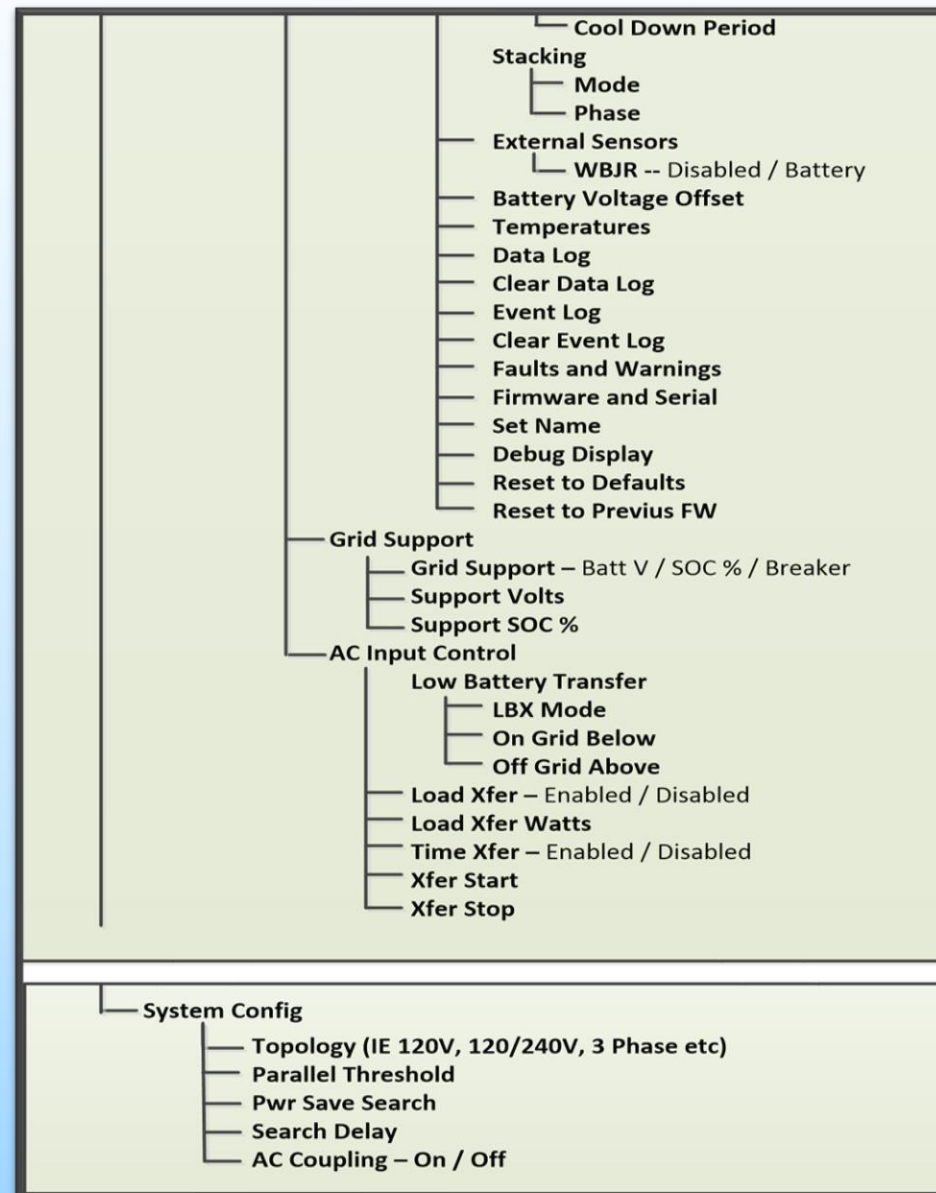 Cool Down Period
Stacking
Mode
Phase
External Sensors
WBJR -- Disabled / Battery
Battery Voltage Offset
Temperatures
Data Log
Clear Data Log
Event Log
Clear Event Log
Faults and Warnings
Firmware and Serial
Set Name
Debug Display
Reset to Defaults
Reset to Previus FW
Grid Support
Grid Support – Batt V / SOC % / Breaker
Support Volts
Support SOC %
AC Input Control
Low Battery Transfer
LBX Mode
On Grid Below
Off Grid Above
Load Xfer – Enabled / Disabled
Load Xfer Watts
Time Xfer – Enabled / Disabled
Xfer Start
Xfer Stop
System Config
Topology (IE 120V, 120/240V, 3 Phase etc)
Parallel Threshold
Pwr Save Search
Search Delay
AC Coupling – On / Off